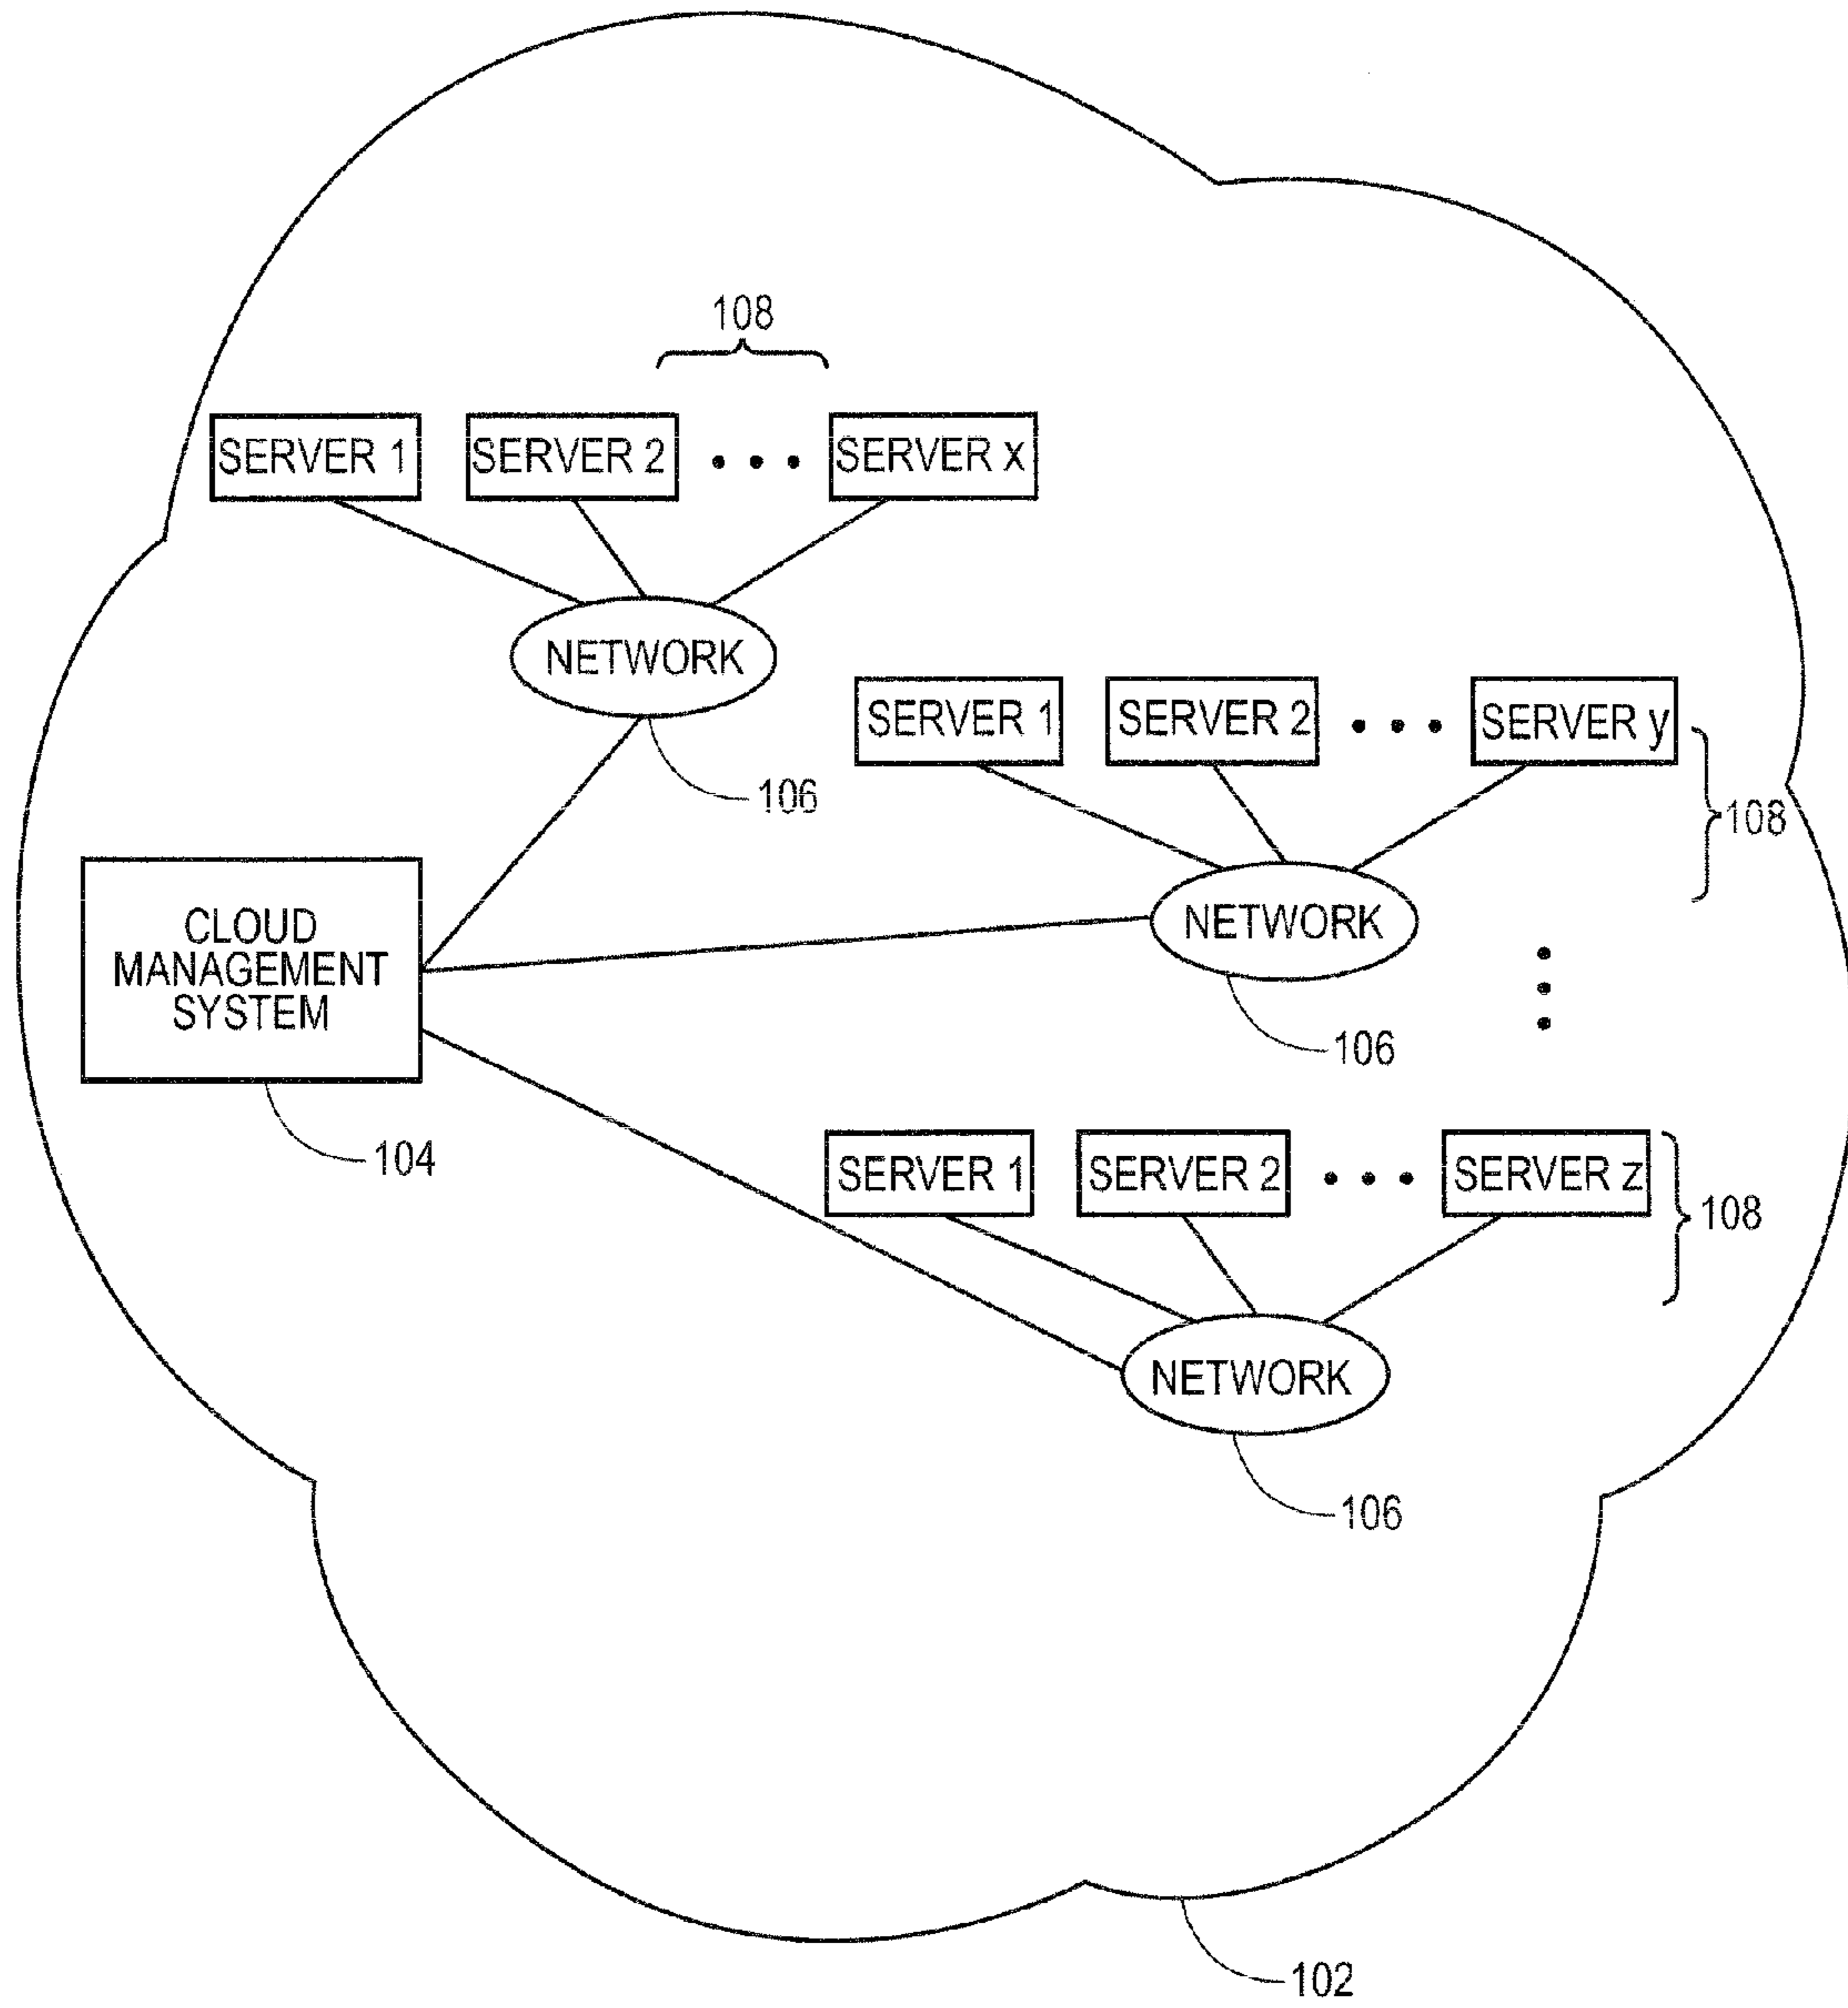 108
SERVER 1 SERVER 2 • • • SERVER x
NETWORK
106
SERVER 1 SERVER 2 • • • SERVER y
108
NETWORK
106
CLOUD
MANAGEMENT
SYSTEM
104
SERVER 1 SERVER 2 • • • SERVER z
108
NETWORK
106
102